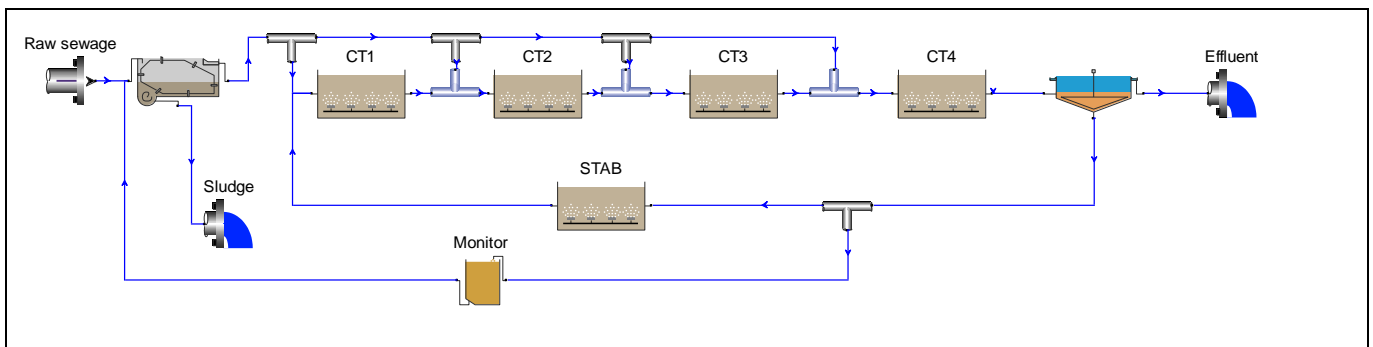 Raw sewage
CT1
CT2
CT3
CT4
Effluent
STAB
Sludge
Monitor